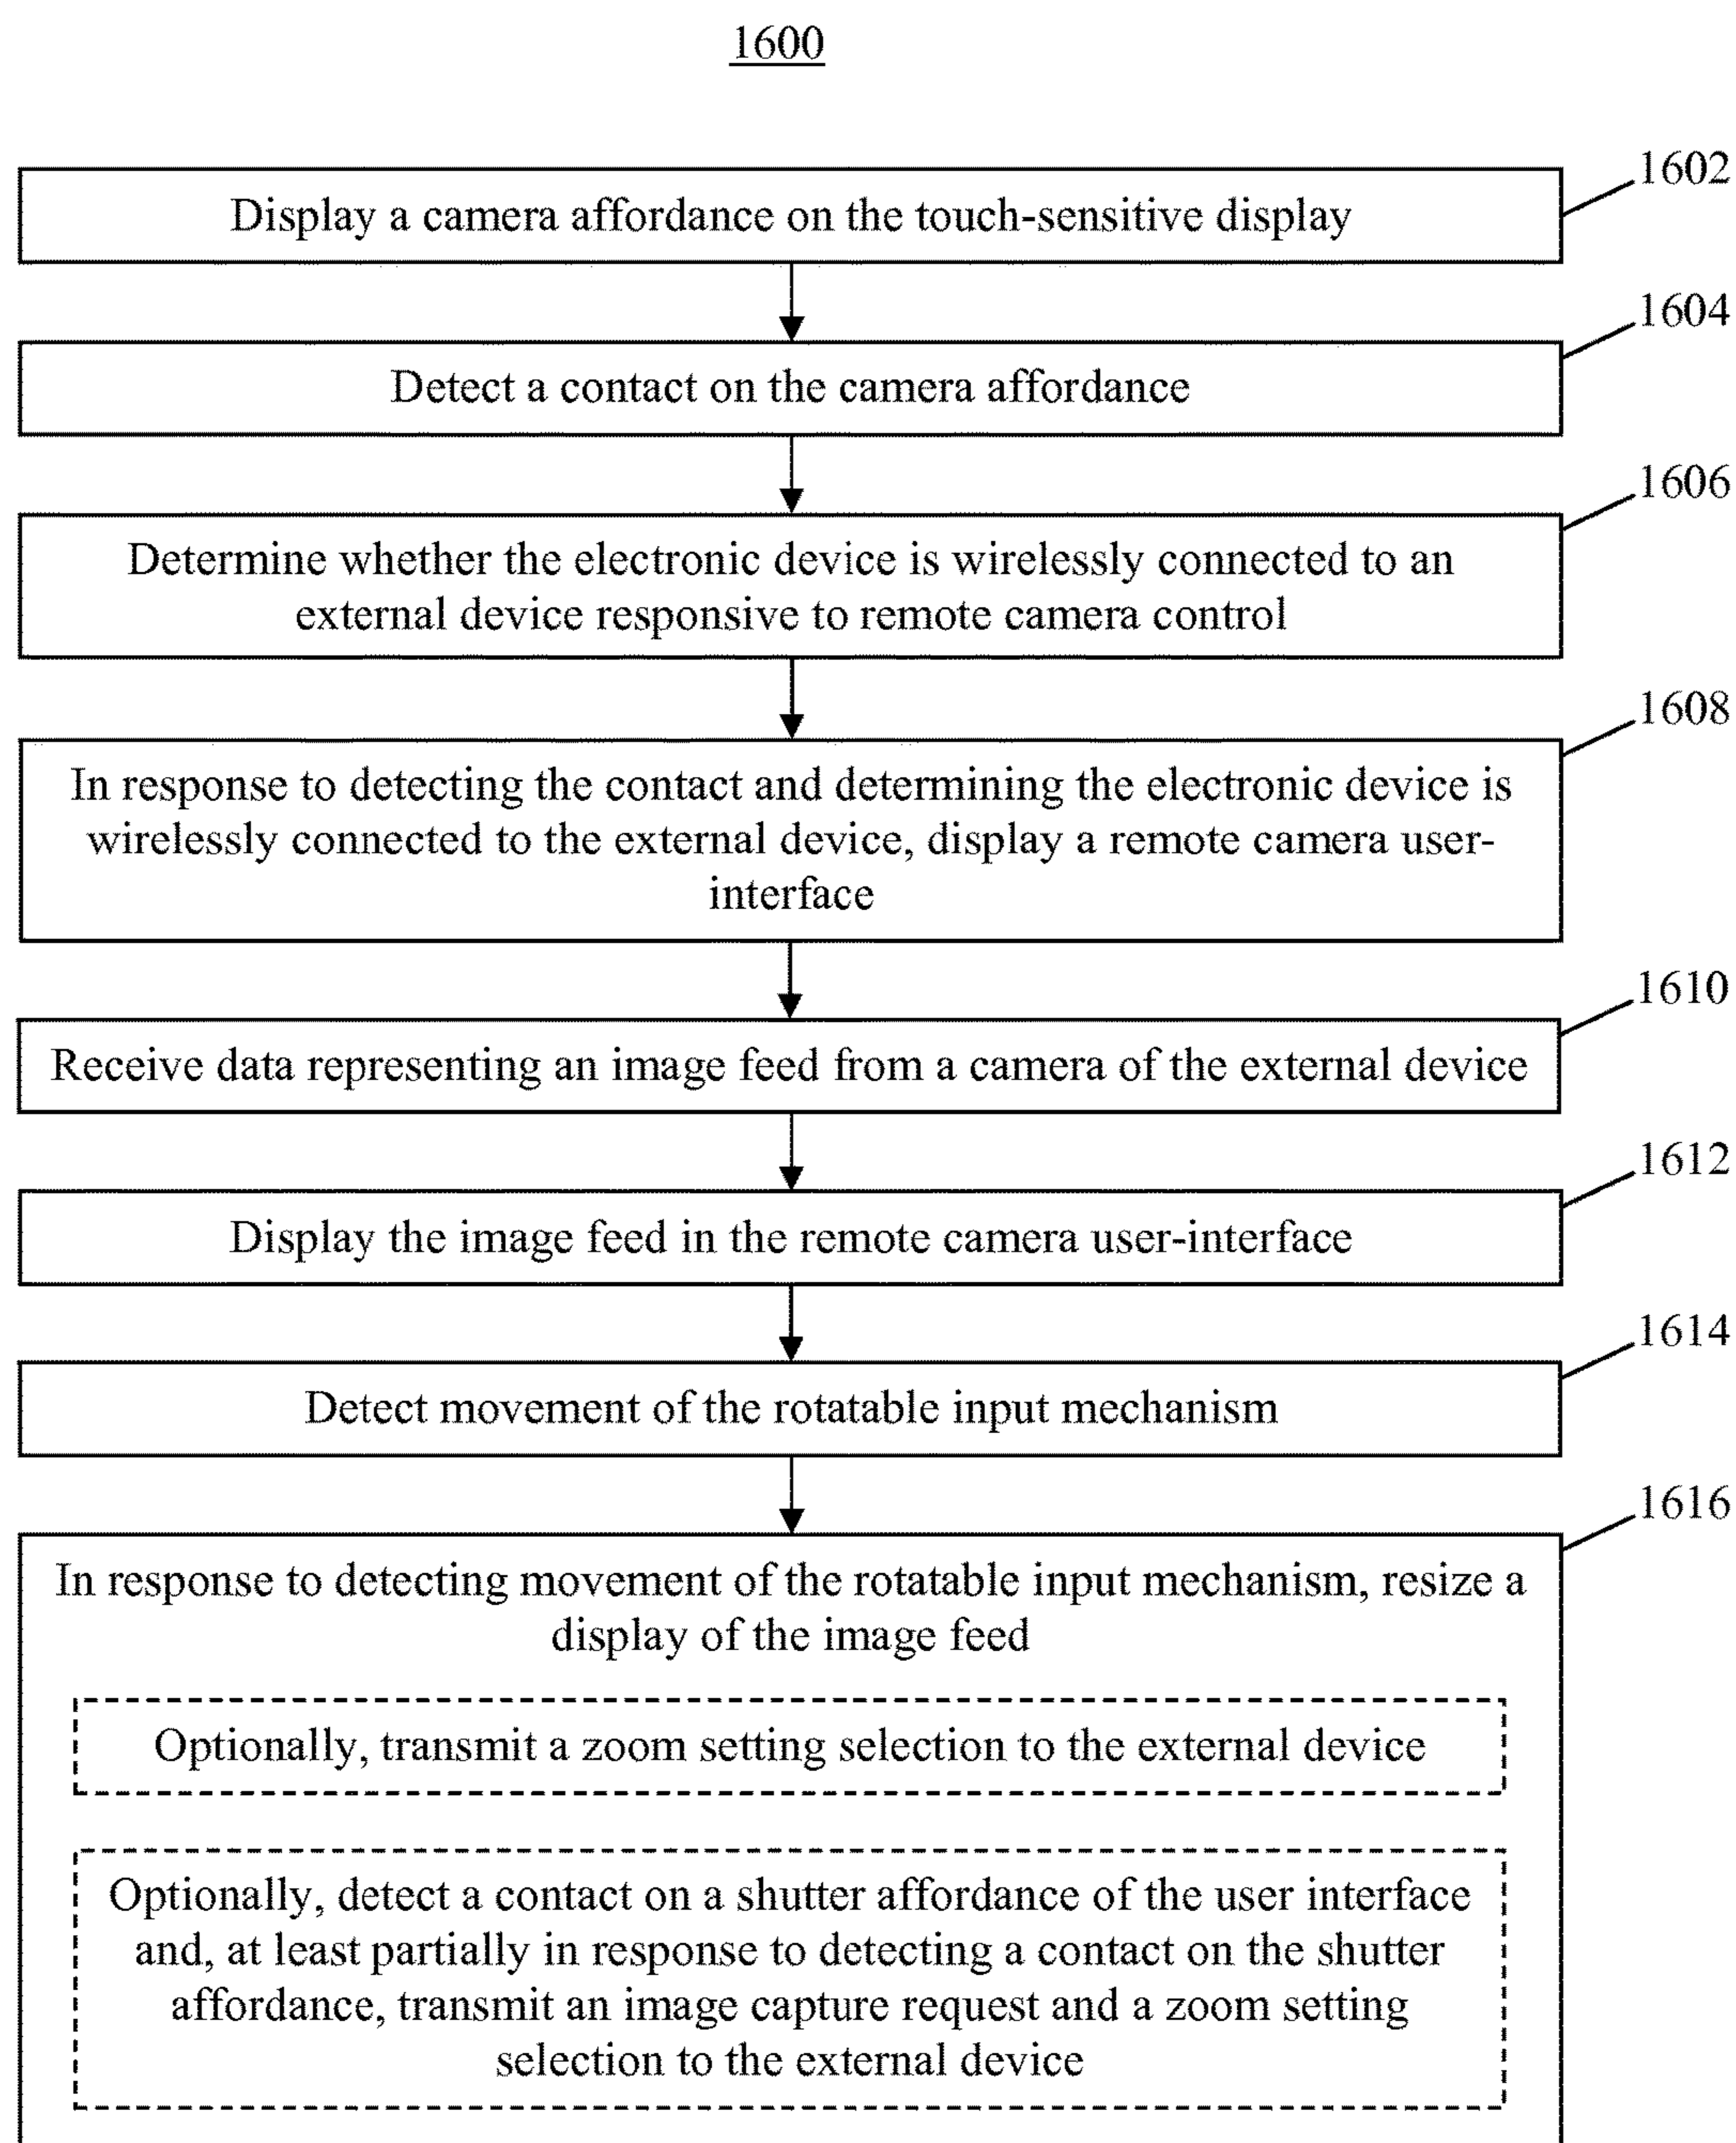 1600
1602
Display a camera affordance on the touch-sensitive display
1604
Detect a contact on the camera affordance
1606
Determine whether the electronic device is wirelessly connected to an
external device responsive to remote camera control
1608
In response to detecting the contact and determining the electronic device is
wirelessly connected to the external device, display a remote camera user-
interface
1610
Receive data representing an image feed from a camera of the external device
1612
Display the image feed in the remote camera user-interface
1614
Detect movement of the rotatable input mechanism
1616
In response to detecting movement of the rotatable input mechanism, resize a
display of the image feed
Optionally, transmit a zoom setting selection to the external device
Optionally, detect a contact on a shutter affordance of the user interface
and, at least partially in response to detecting a contact on the shutter
affordance, transmit an image capture request and a zoom setting
selection to the external device